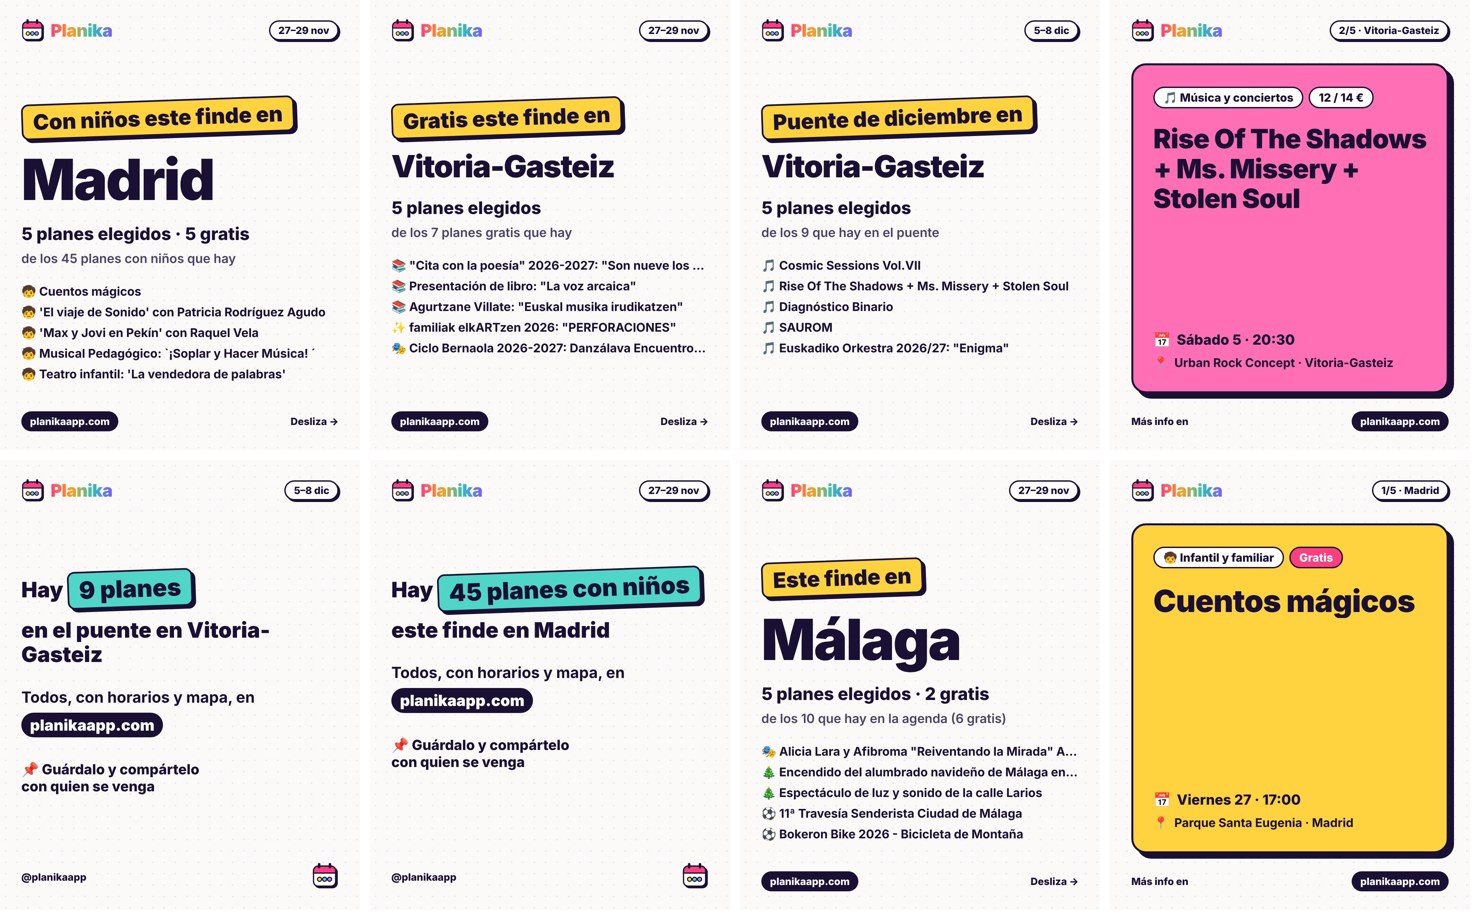 Planika
27–29 nov
Con niños este finde en
Madrid
5 planes elegidos · 5 gratis
de los 45 planes con niños que hay
Cuentos mágicos
'El viaje de Sonido' con Patricia Rodríguez Agudo
'Max y Jovi en Pekín' con Raquel Vela
Musical Pedagógico: `¡Soplar y Hacer Música! ´
Teatro infantil: 'La vendedora de palabras'
planikaapp.com
Desliza →
Planika
27–29 nov
Gratis este finde en
Vitoria-Gasteiz
5 planes elegidos
de los 7 planes gratis que hay
"Cita con la poesía" 2026-2027: "Son nueve los ...
Presentación de libro: "La voz arcaica"
Agurtzane Villate: "Euskal musika irudikatzen"
familiak elkARTzen 2026: "PERFORACIONES"
Ciclo Bernaola 2026-2027: Danzálava Encuentro...
planikaapp.com
Desliza →
Planika
5–8 dic
Puente de diciembre en
Vitoria-Gasteiz
5 planes elegidos
de los 9 que hay en el puente
Cosmic Sessions Vol.VII
Rise Of The Shadows + Ms. Missery + Stolen Soul
Diagnóstico Binario
SAUROM
Euskadiko Orkestra 2026/27: "Enigma"
planikaapp.com
Desliza →
Planika
2/5 · Vitoria-Gasteiz
Música y conciertos
12 / 14 €
Rise Of The Shadows
+ Ms. Missery +
Stolen Soul
Sábado 5 · 20:30
Urban Rock Concept · Vitoria-Gasteiz
Más info en
planikaapp.com
Planika
5–8 dic
Hay 9 planes
en el puente en Vitoria-
Gasteiz
Todos, con horarios y mapa, en
planikaapp.com
Guárdalo y compártelo
con quien se venga
@planikaapp
Planika
27–29 nov
Hay 45 planes con niños
este finde en Madrid
Todos, con horarios y mapa, en
planikaapp.com
Guárdalo y compártelo
con quien se venga
@planikaapp
Planika
27–29 nov
Este finde en
Málaga
5 planes elegidos · 2 gratis
de los 10 que hay en la agenda (6 gratis)
Alicia Lara y Afibroma "Reiventando la Mirada" A...
Encendido del alumbrado navideño de Málaga en...
Espectáculo de luz y sonido de la calle Larios
11ª Travesía Senderista Ciudad de Málaga
Bokeron Bike 2026 - Bicicleta de Montaña
planikaapp.com
Desliza →
Planika
1/5 · Madrid
Infantil y familiar
Gratis
Cuentos mágicos
Viernes 27 · 17:00
Parque Santa Eugenia · Madrid
Más info en
planikaapp.com